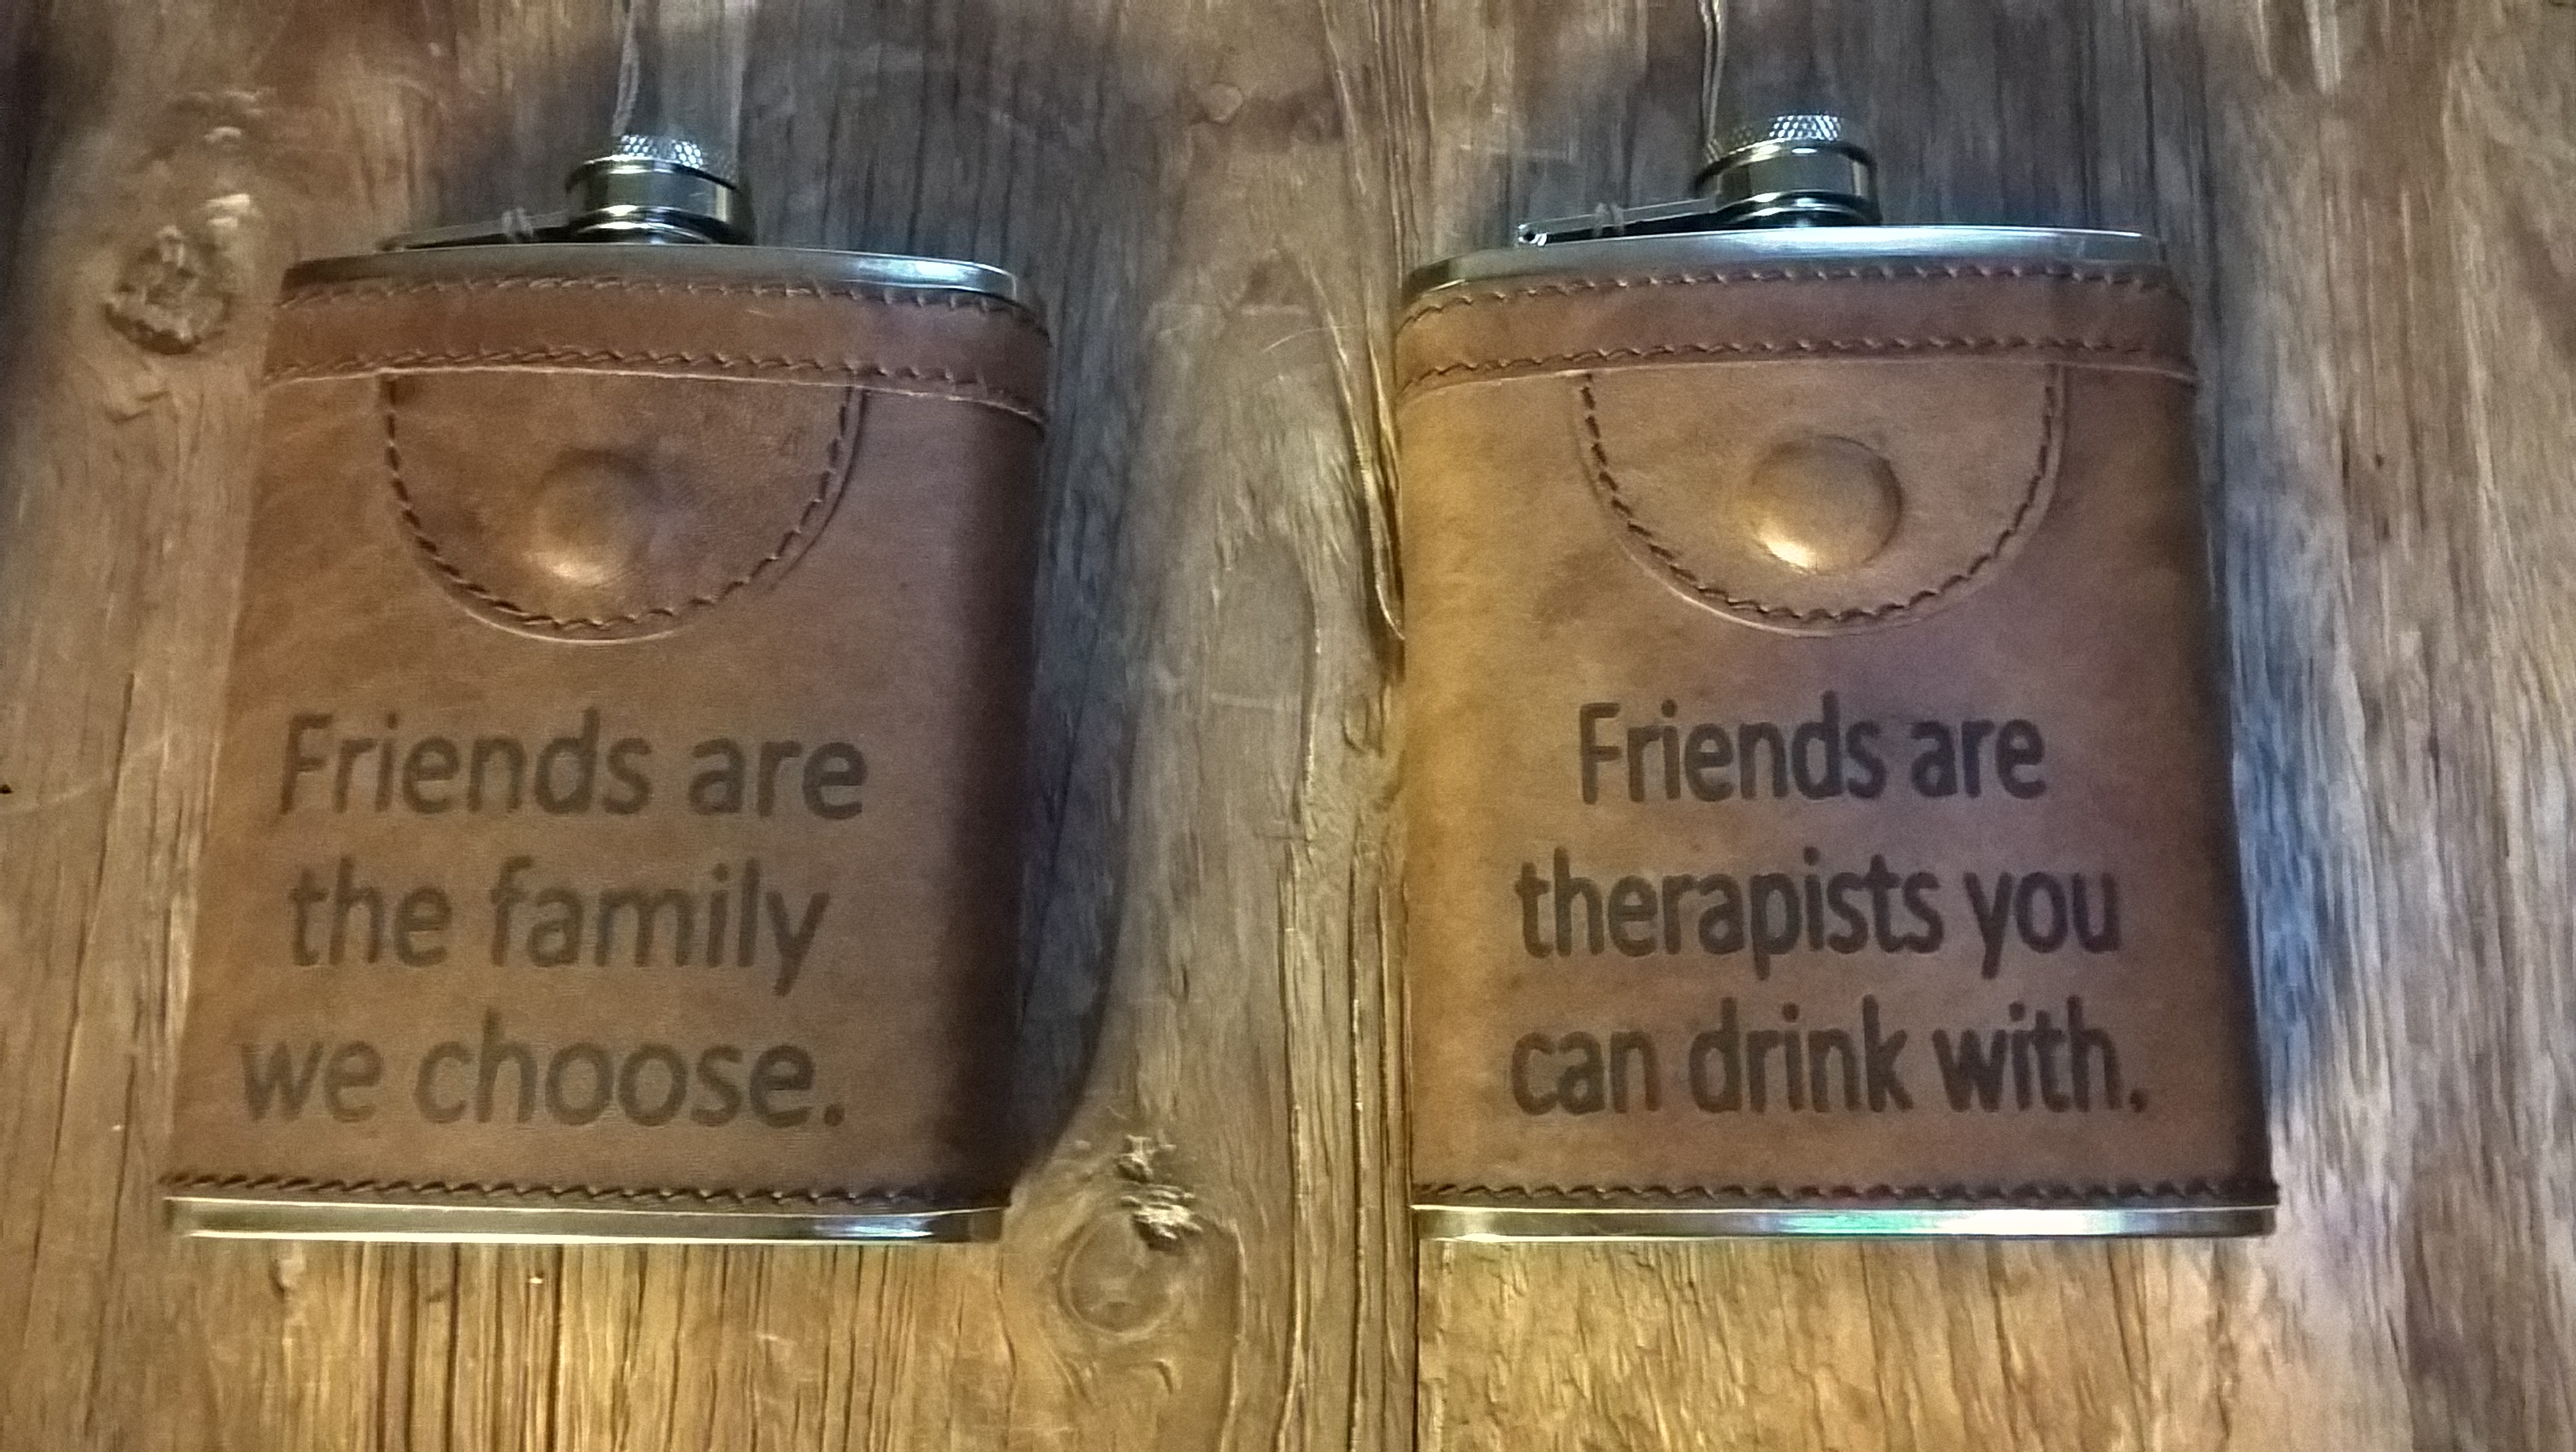 Friends are
the family
we choose.
Friends are
therapists you
can drink with.